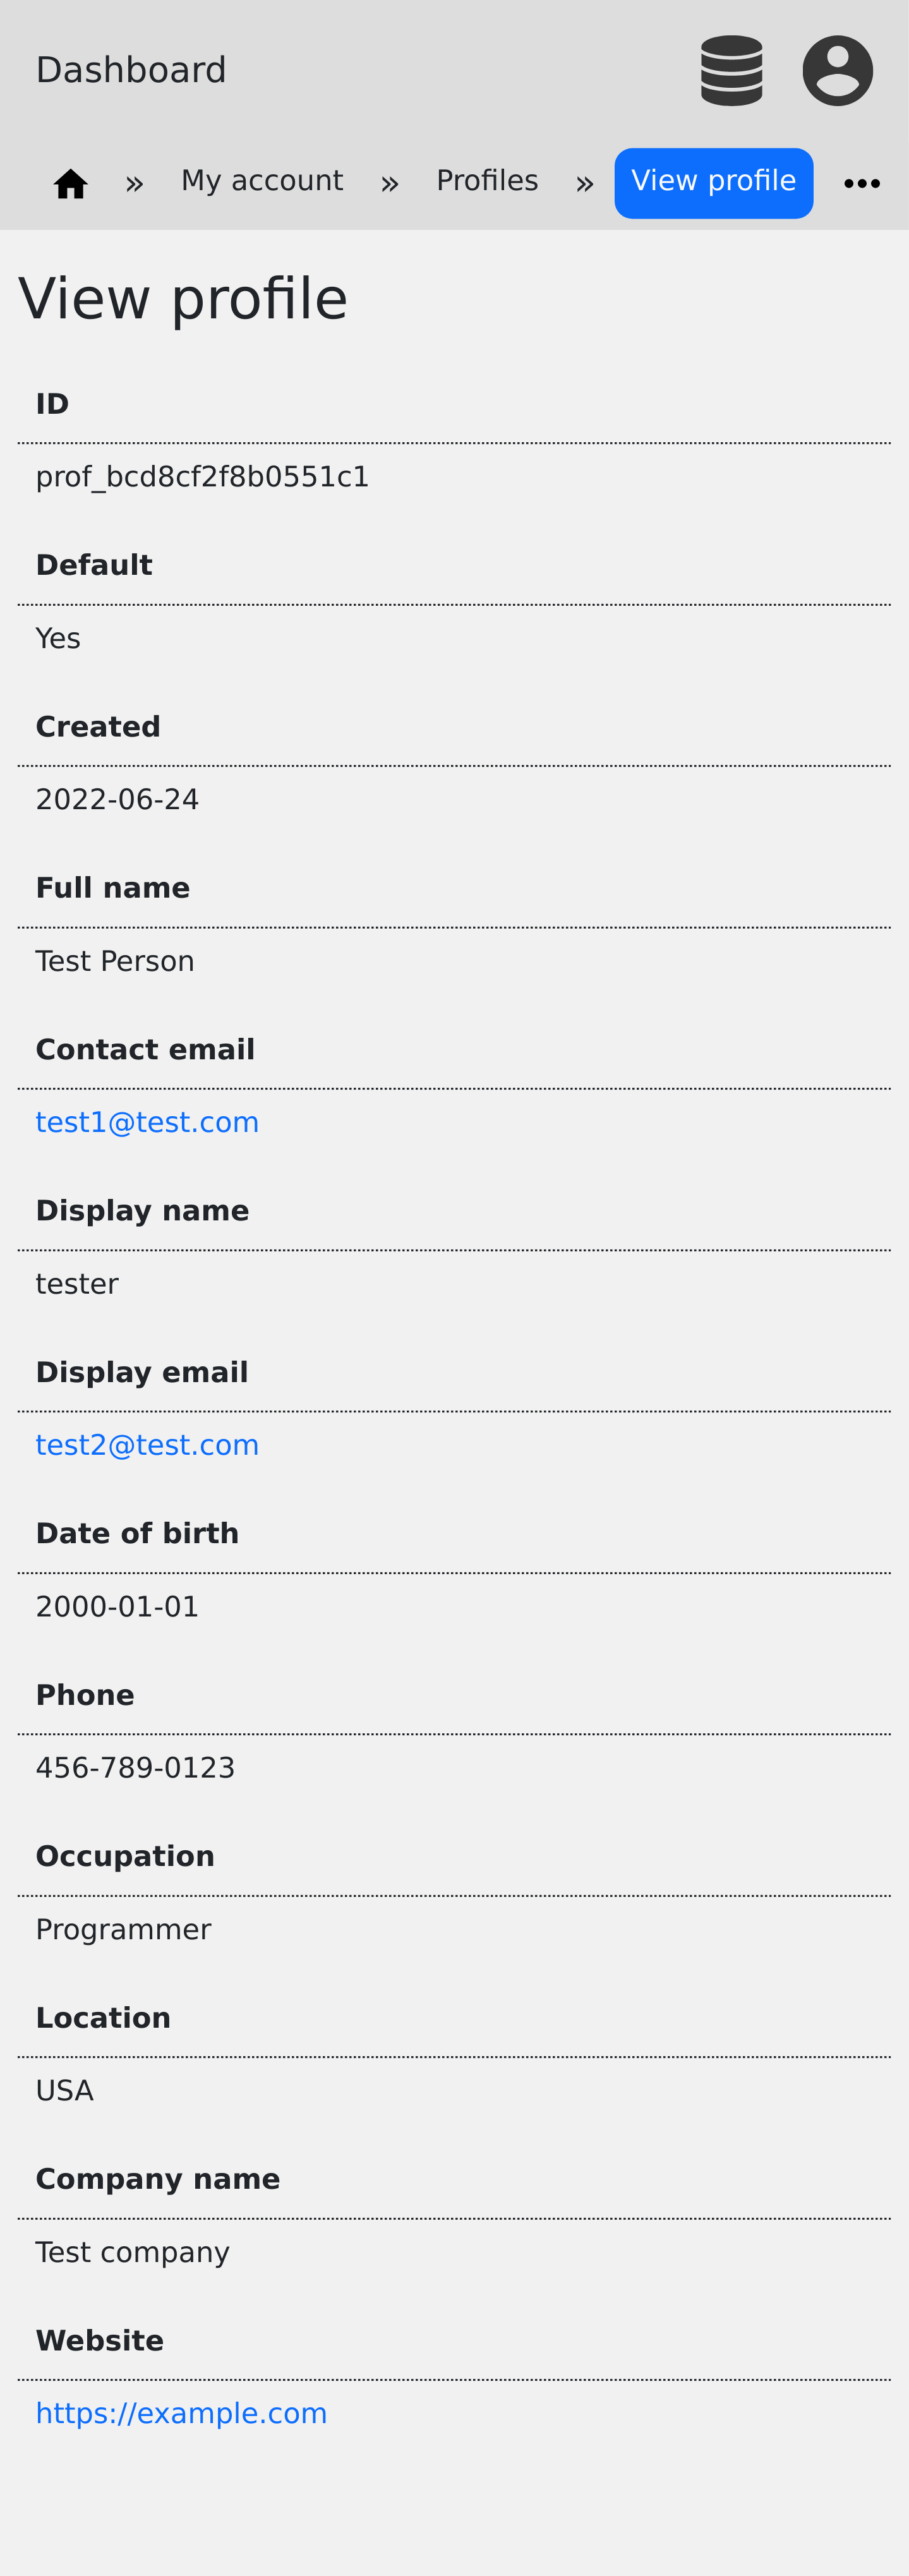 Dashboard
» My account » Profiles » View profile •••
View profile
ID
prof_bcd8cf2f8b0551c1
Default
Yes
Created
2022-06-24
Full name
Test Person
Contact email
test1@test.com
Display name
tester
Display email
test2@test.com
Date of birth
2000-01-01
Phone
456-789-0123
Occupation
Programmer
Location
USA
Company name
Test company
Website
https://example.com